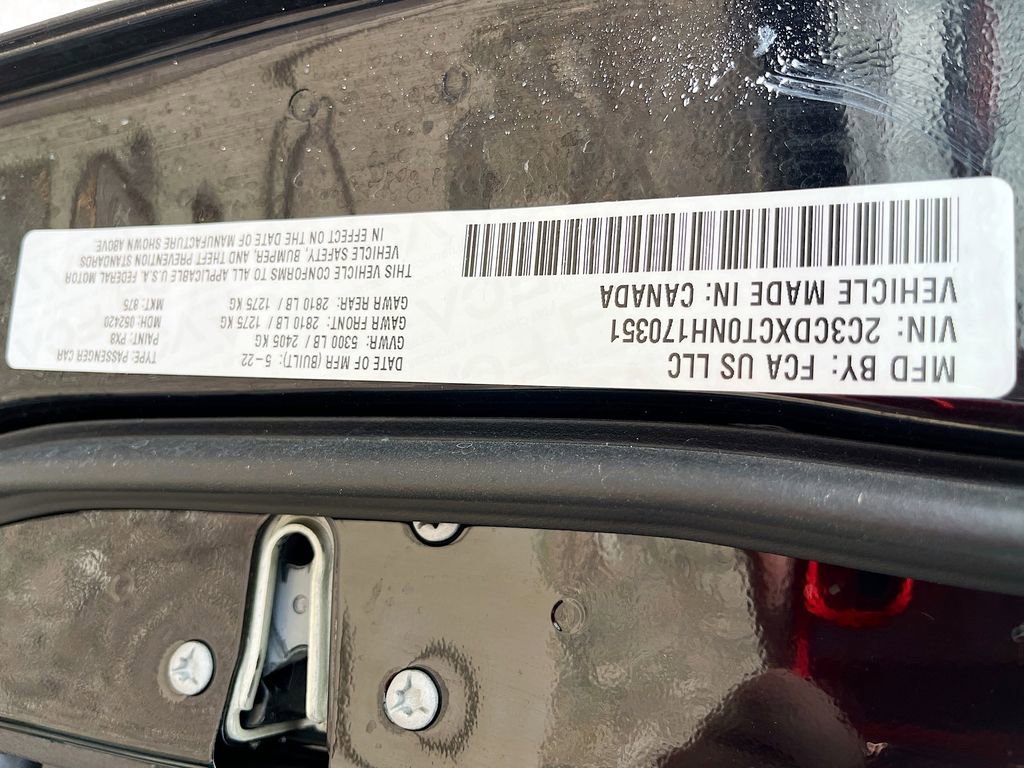 MFD BY: FCA US LLC
VIN: 2C3CDXCT0NH170351
VEHICLE MADE IN: CANADA
DATE OF MFR (BUILT): 5-22 TYPE: PASSENGER CAR
GVWR: 5300 LB / 2405 KG PAINT: PX8
GAWR FRONT: 2810 LB / 1275 KG MDH: 052420
GAWR REAR: 2810 LB / 1275 KG MKT: 875
THIS VEHICLE CONFORMS TO ALL APPLICABLE U.S.A. FEDERAL MOTOR
VEHICLE SAFETY, BUMPER, AND THEFT PREVENTION STANDARDS
IN EFFECT ON THE DATE OF MANUFACTURE SHOWN ABOVE.